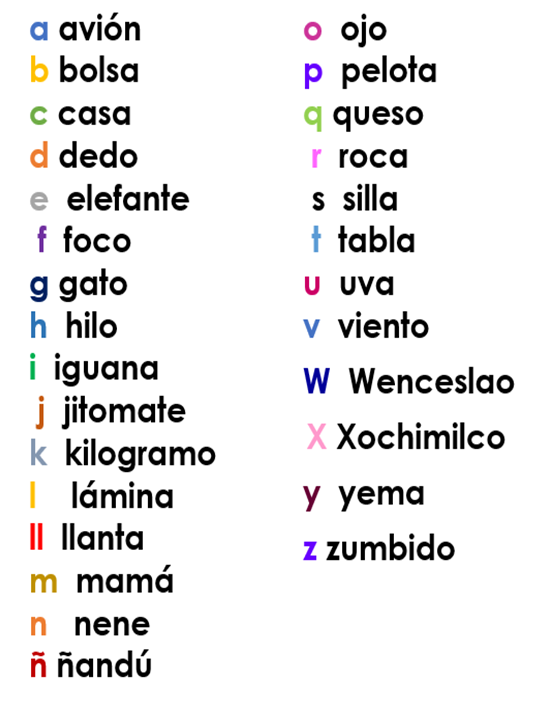 a avión
b bolsa
c casa
d dedo
e elefante
f foco
g gato
h hilo
i iguana
j jitomate
k kilogramo
l lámina
ll llanta
m mamá
n nene
ñ ñandú
o ojo
p pelota
q queso
r roca
s silla
t tabla
u uva
v viento
W Wenceslao
X Xochimilco
y yema
z zumbido